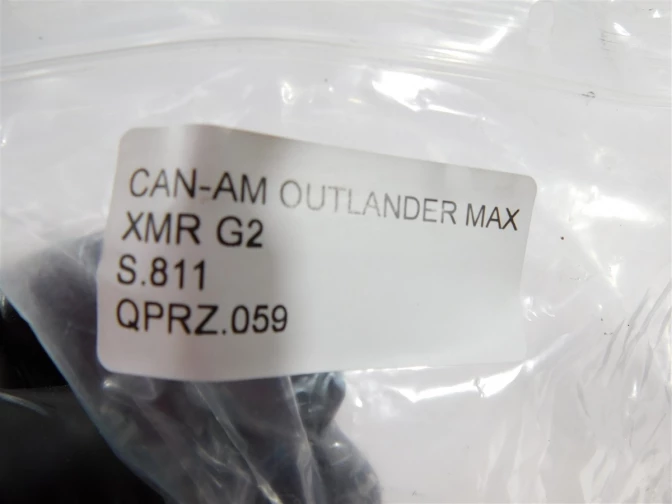 CAN-AM OUTLANDER MAX
XMR G2
S.811
QPRZ.059